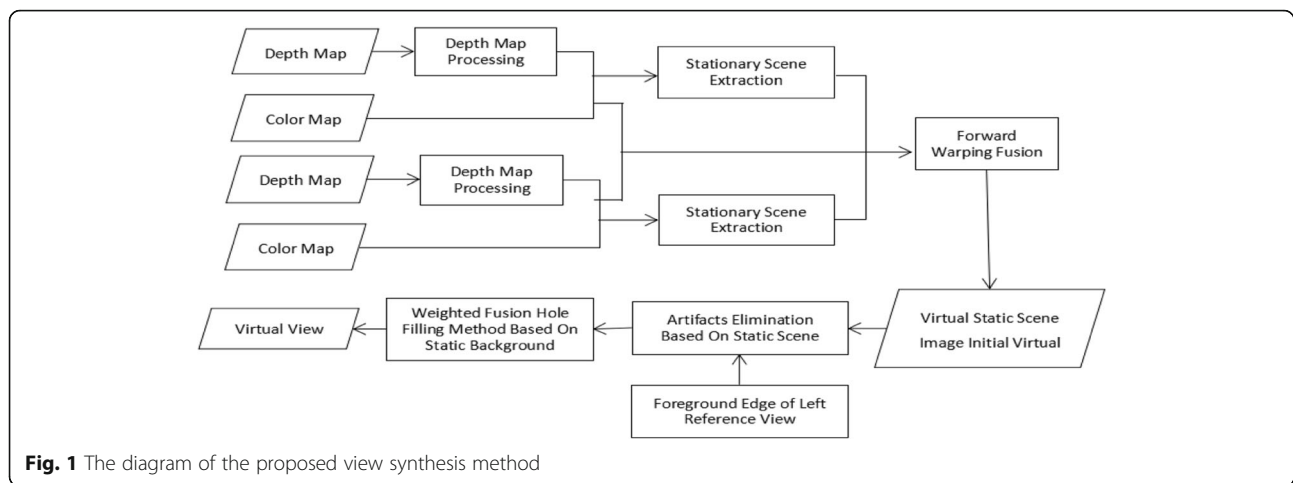 Depth Map
Depth Map
Processing
Stationary Scene
Extraction
Color Map
Forward
Warping Fusion
Depth Map
Depth Map
Processing
Stationary Scene
Extraction
Color Map
Virtual View
Weighted Fusion Hole
Filling Method Based On
Static Background
Artifacts Elimination
Based On Static Scene
Virtual Static Scene
Image Initial Virtual
Foreground Edge of Left
Reference View
Fig. 1 The diagram of the proposed view synthesis method